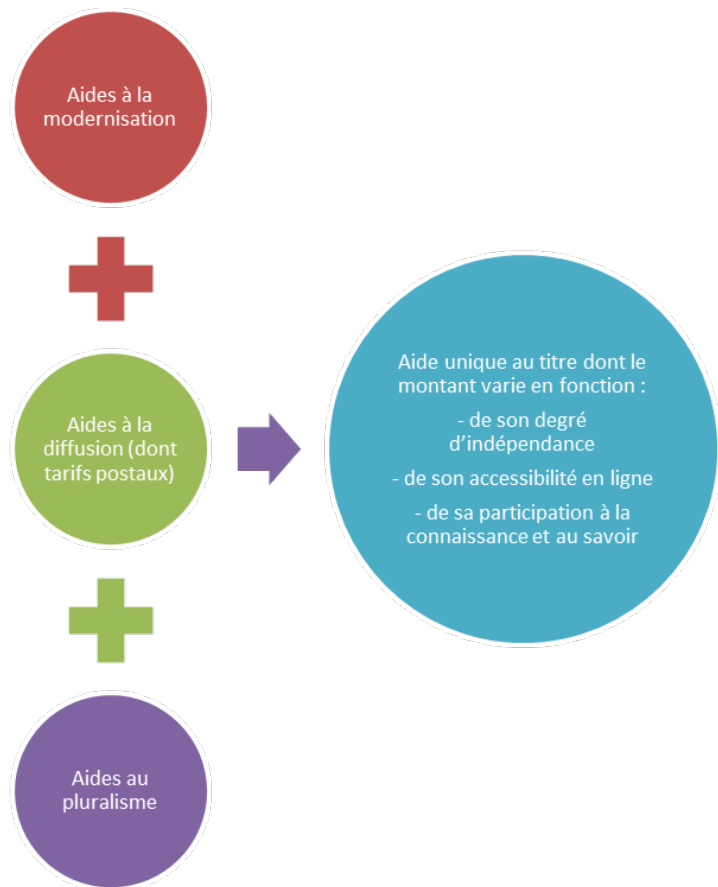 Aides à la
modernisation
Aides à la
diffusion (dont
tarifs postaux)
Aides au
pluralisme
Aide unique au titre dont le
montant varie en fonction :
- de son degré
d’indépendance
- de son accessibilité en ligne
- de sa participation à la
connaissance et au savoir